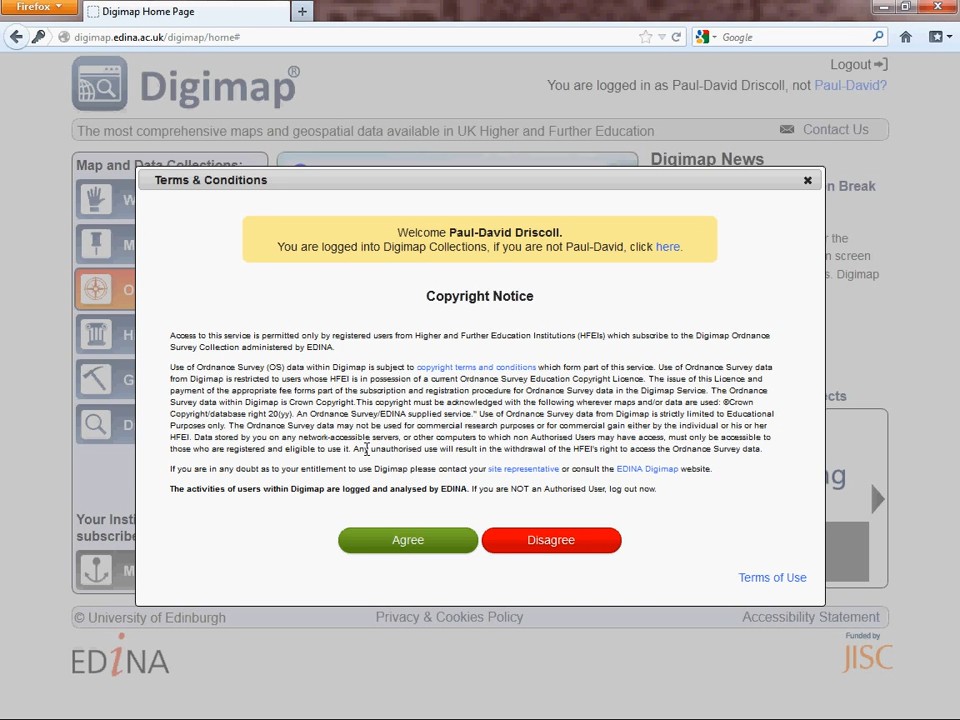 Firefox
Digimap Home Page
digimap.edina.ac.uk/digimap/home#
Google
Digimap®
Logout
You are logged in as Paul-David Driscoll, not Paul-David?
The most comprehensive maps and geospatial data available in UK Higher and Further Education
Contact Us
Map and Data Collections:
Digimap News
Terms & Conditions
en Break
Welcome Paul-David Driscoll.
You are logged into Digimap Collections, if you are not Paul-David, click here.
r the
n screen
s. Digimap
Copyright Notice
Access to this service is permitted only by registered users from Higher and Further Education Institutions (HFEIs) which subscribe to the Digimap Ordnance
Survey Collection administered by EDINA.
Use of Ordnance Survey (OS) data within Digimap is subject to copyright terms and conditions which form part of this service. Use of Ordnance Survey data
from Digimap is restricted to users whose HFEI is in possession of a current Ordnance Survey Education Copyright Licence. The issue of this Licence and
payment of the appropriate fee forms part of the subscription and registration procedure for Ordnance Survey data in the Digimap Service. The Ordnance
Survey data within Digimap is Crown Copyright.This copyright must be acknowledged with the following wherever maps and/or data are used: ©Crown
Copyright/database right 20(yy). An Ordnance Survey/EDINA supplied service." Use of Ordnance Survey data from Digimap is strictly limited to Educational
Purposes only. The Ordnance Survey data may not be used for commercial research purposes or for commercial gain either by the individual or his or her
HFEI. Data stored by you on any network-accessible servers, or other computers to which non Authorised Users may have access, must only be accessible to
those who are registered and eligible to use it. Any unauthorised use will result in the withdrawal of the HFEI's right to access the Ordnance Survey data.
If you are in any doubt as to your entitlement to use Digimap please contact your site representative or consult the EDINA Digimap website.
The activities of users within Digimap are logged and analysed by EDINA. If you are NOT an Authorised User, log out now.
Agree
Disagree
Terms of Use
W
M
O
H
G
D
ects
ng
Your Insti
subscribe
M
© University of Edinburgh
Privacy & Cookies Policy
Accessibility Statement
EDINA
Funded by
JISC